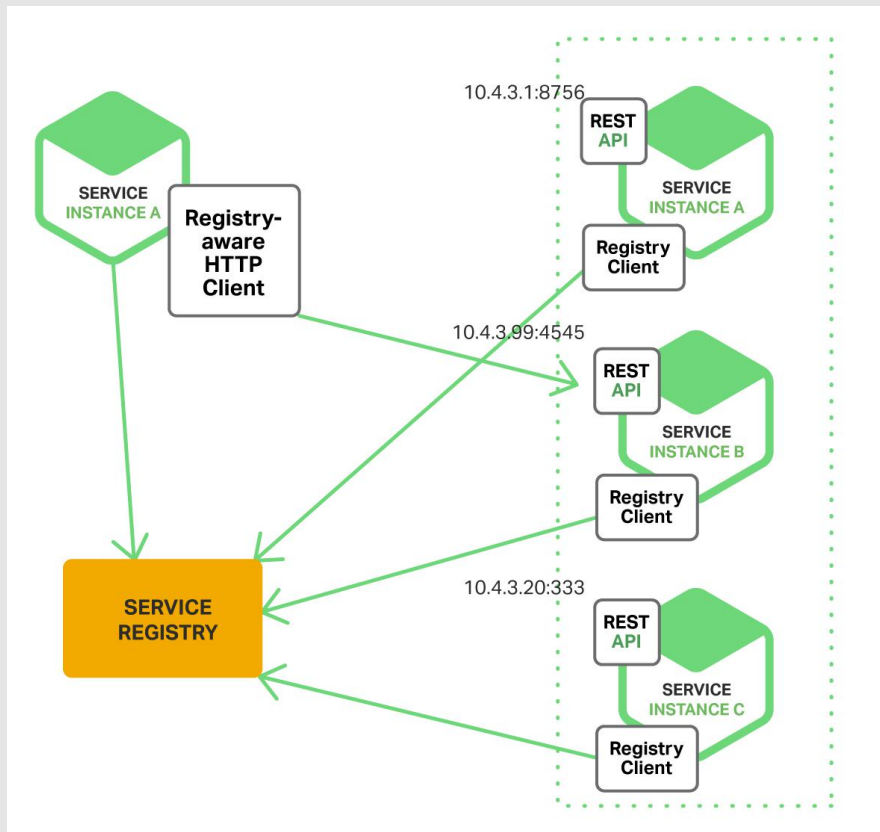 10.4.3.1:8756
REST
API
SERVICE
INSTANCE A
Registry
Client
SERVICE
INSTANCE A
Registry-
aware
HTTP
Client
10.4.3.99:4545
REST
API
SERVICE
INSTANCE B
Registry
Client
10.4.3.20:333
REST
API
SERVICE
INSTANCE C
Registry
Client
SERVICE
REGISTRY